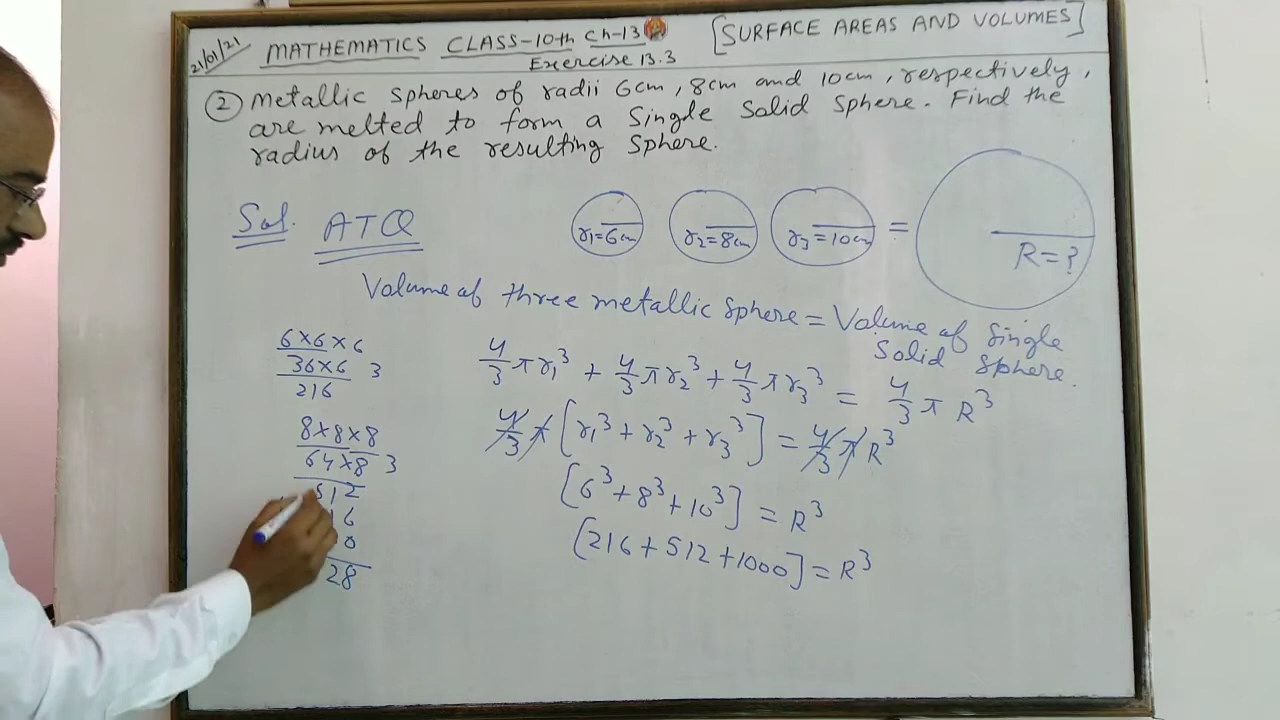 21/01/21 MATHEMATICS CLASS-10th Ch-13 [SURFACE AREAS AND VOLUMES]
Exercise 13.3
② Metallic spheres of radii 6cm, 8cm and 10cm, respectively,
are melted to form a Single Solid Sphere. Find the
radius of the resulting Sphere.
Sol. ATQ
r₁=6cm r₂=8cm r₃=10cm = R=?
Volume of three metallic Sphere = Volume of Single
Solid Sphere.
6×6×6
36×6 3
216
8×8×8
64×8 3
512
16
0
28
4/3 π r₁³ + 4/3 π r₂³ + 4/3 π r₃³ = 4/3 π R³
4/3 π [r₁³ + r₂³ + r₃³] = 4/3 π R³
[6³ + 8³ + 10³] = R³
[216 + 512 + 1000] = R³